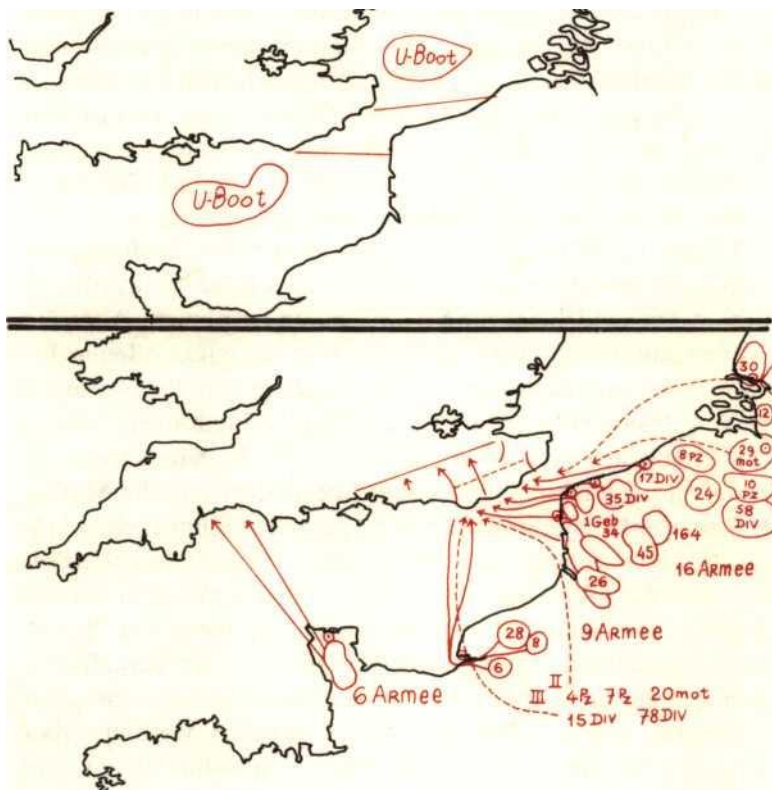 U-Boot
U-Boot
30
12
29
mot
8 PZ
17 DIV
10
PZ
24
35 DIV
58
DIV
1 Geb
34
164
45
16 ARMEE
26
9 ARMEE
28
8
6
6 ARMEE
II
III 4 PZ 7 PZ 20 mot
15 DIV 78 DIV